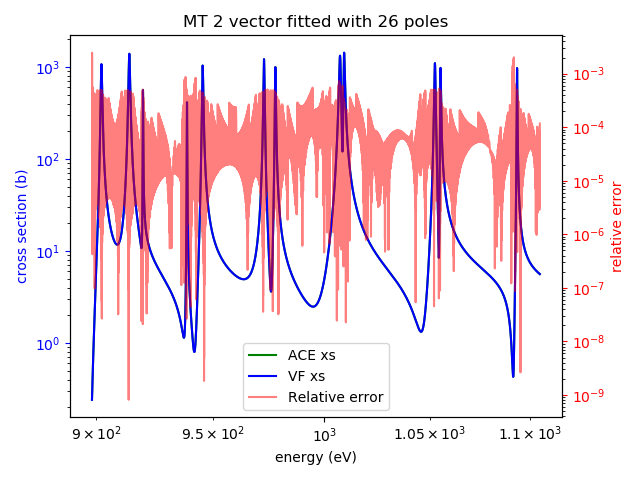 MT 2 vector fitted with 26 poles
cross section (b)
10³
10²
10¹
10⁰
10⁻³
10⁻⁴
10⁻⁵
10⁻⁶
10⁻⁷
10⁻⁸
10⁻⁹
relative error
ACE xs
VF xs
Relative error
9 × 10² 9.5 × 10² 10³ 1.05 × 10³ 1.1 × 10³
energy (eV)